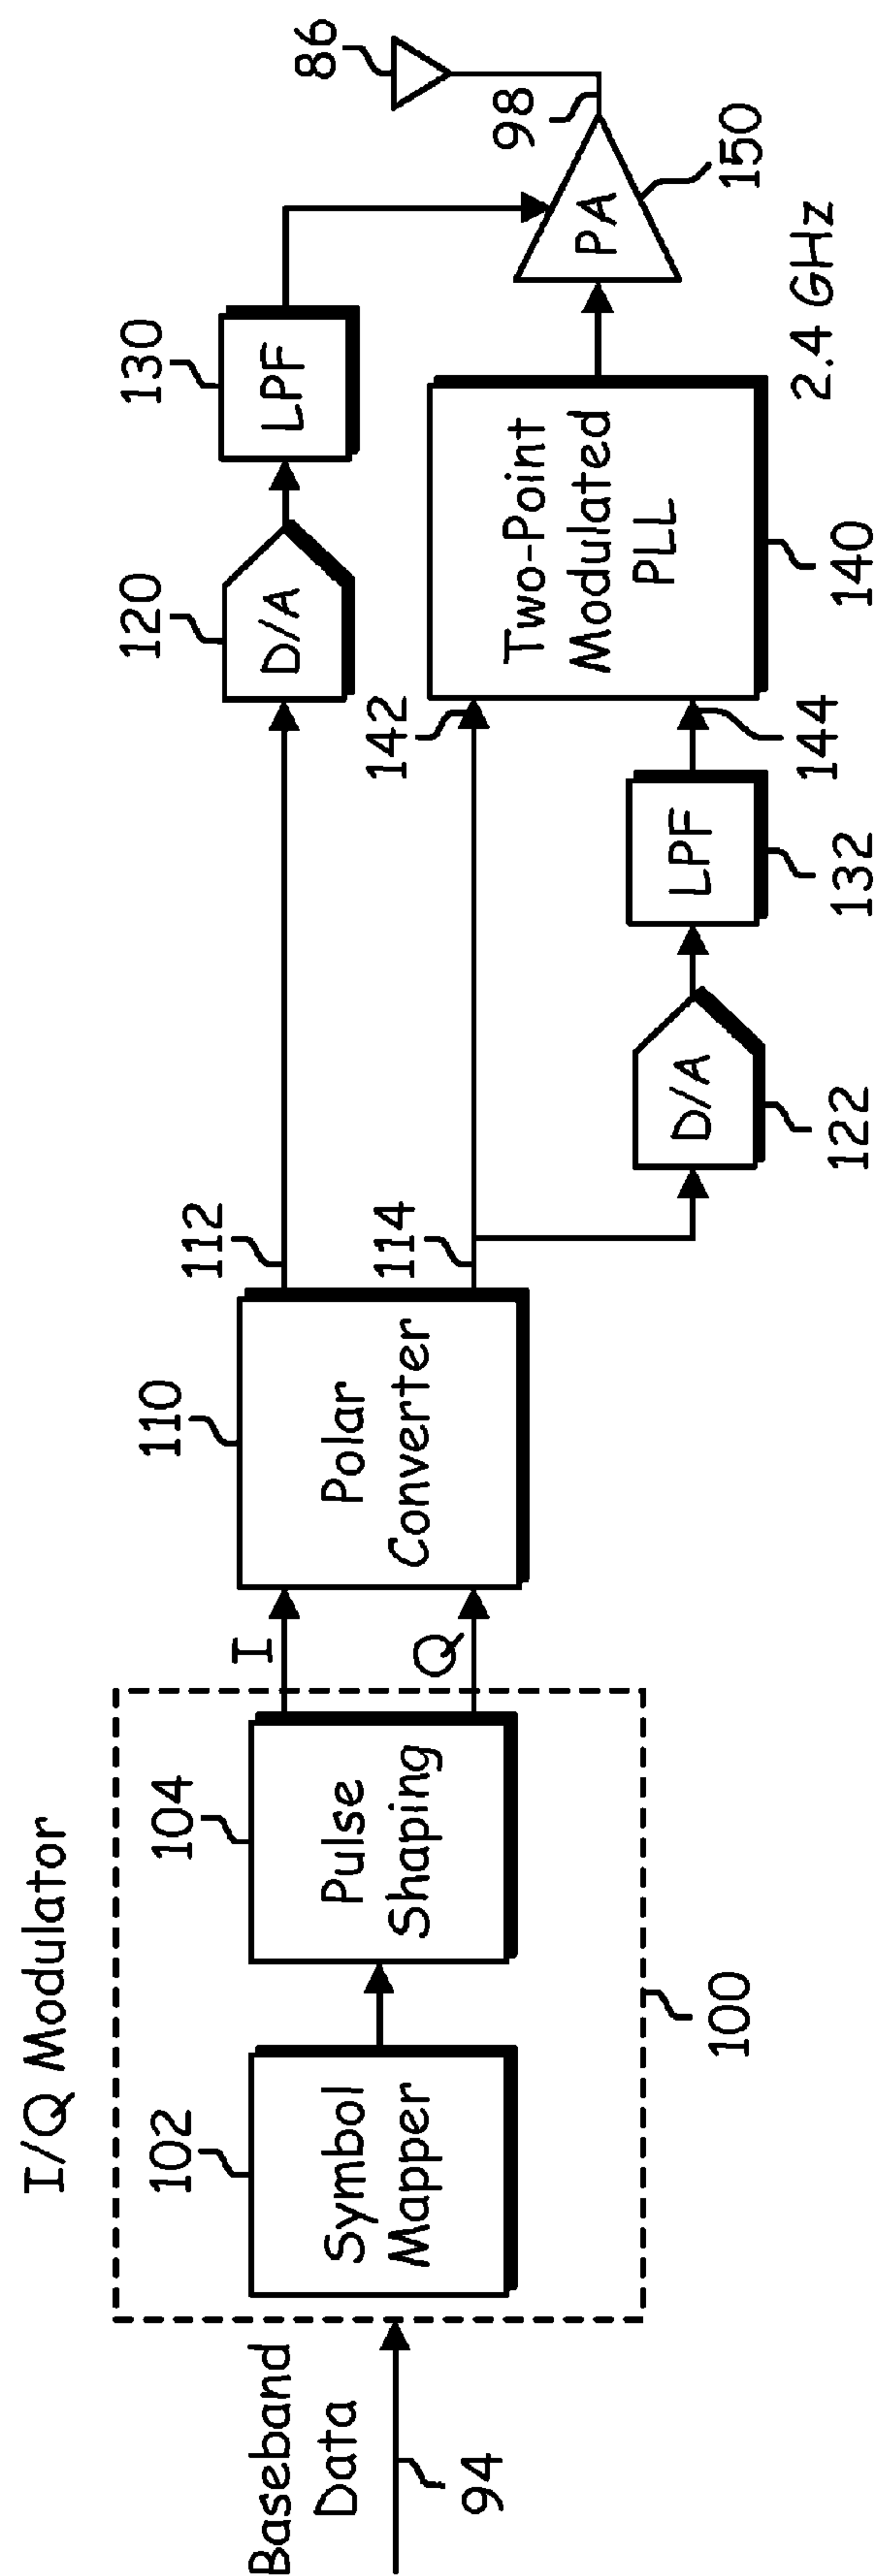 I/Q Modulator
Baseband
Data
94
102
Symbol
Mapper
104
Pulse
Shaping
100
I
Q
110
Polar
Converter
112
114
120
D/A
130
LPF
122
D/A
132
LPF
142
144
Two-Point
Modulated
PLL
140
2.4 GHz
PA
150
98
86